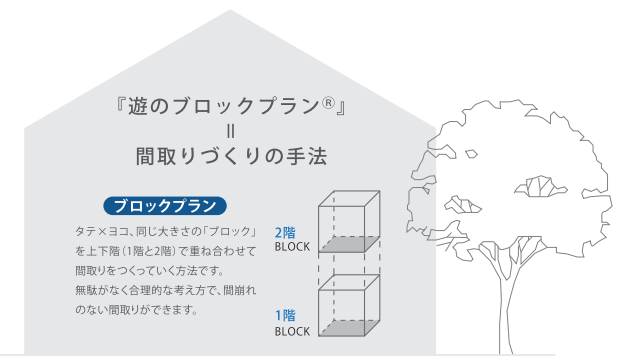 『遊のブロックプラン®』
=
間取りづくりの手法
ブロックプラン
タテ×ヨコ、同じ大きさの「ブロック」
を上下階(1階と2階)で重ね合わせて
間取りをつくっていく方法です。
無駄がなく合理的な考え方で、間崩れ
のない間取りができます。
2階
BLOCK
1階
BLOCK